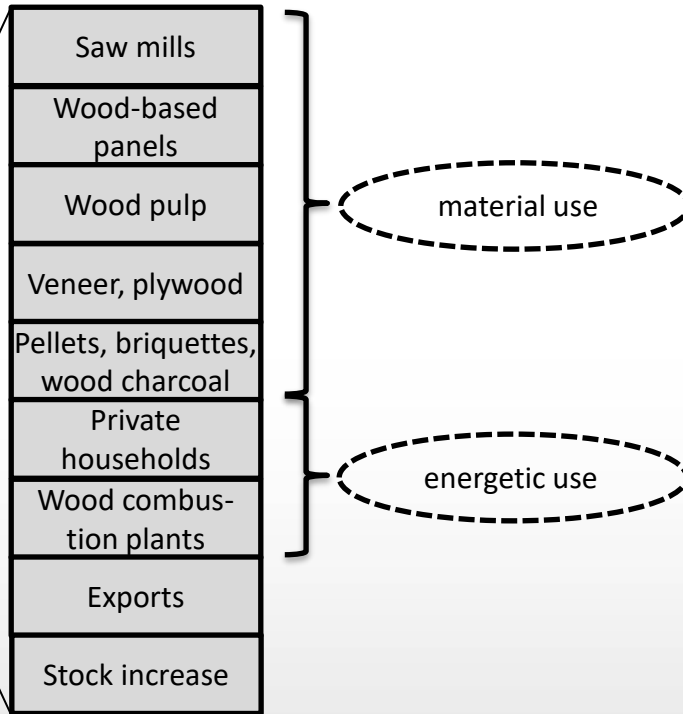 Saw mills
Wood-based
panels
Wood pulp
Veneer, plywood
Pellets, briquettes,
wood charcoal
Private
households
Wood combus-
tion plants
Exports
Stock increase
material use
energetic use